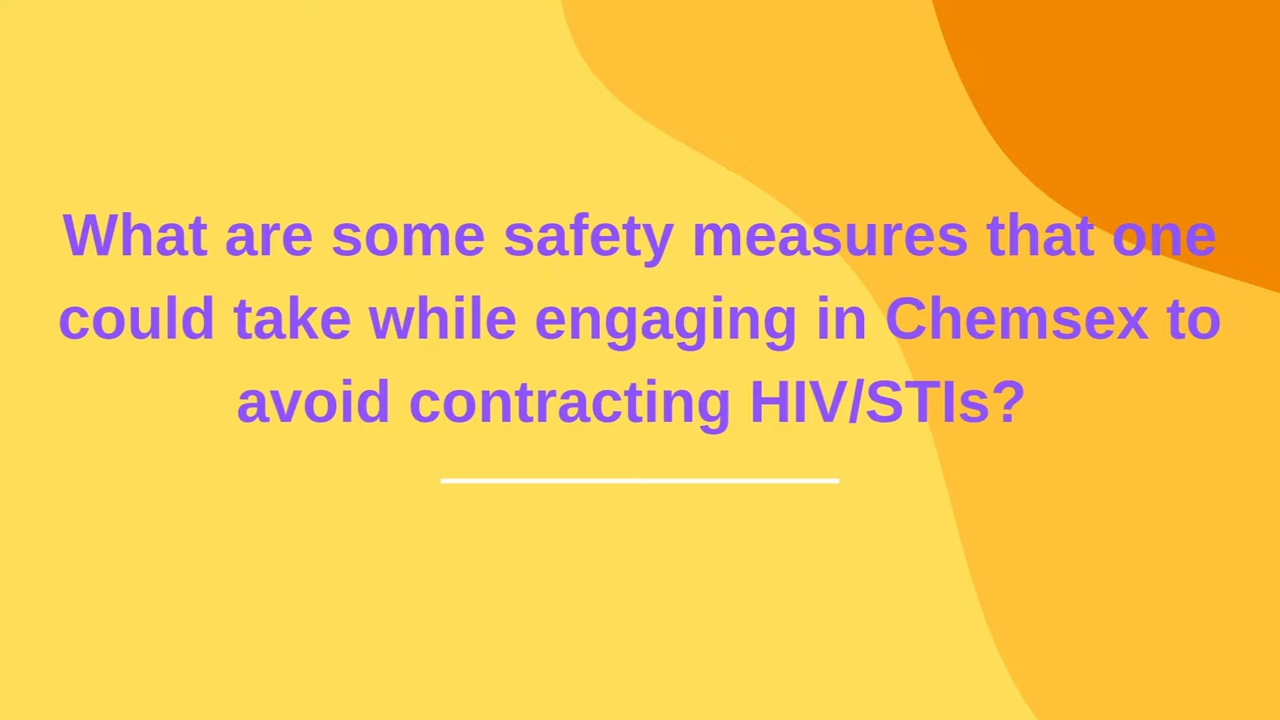 What are some safety measures that one
could take while engaging in Chemsex to
avoid contracting HIV/STIs?